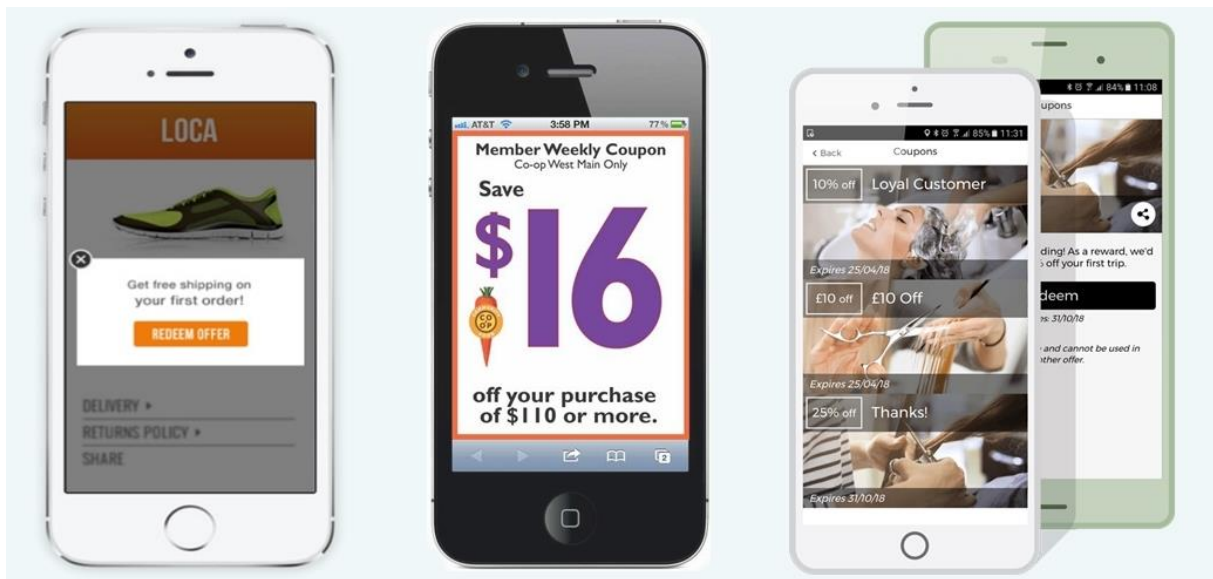 LOCA
Get free shipping on
your first order!
REDEEM OFFER
DELIVERY
RETURNS POLICY
SHARE
AT&T 3:58 PM 77%
Member Weekly Coupon
Co-op West Main Only
Save
$16
CO
OP
off your purchase
of $110 or more.
2
85% 11:31
< Back Coupons
10% off Loyal Customer
Expires 25/04/18
£10 off £10 Off
Expires 25/04/18
25% off Thanks!
Expires 31/10/18
84% 11:08
upons
ding! As a reward, we'd
off your first trip.
deem
es: 31/10/18
and cannot be used in
other offer.